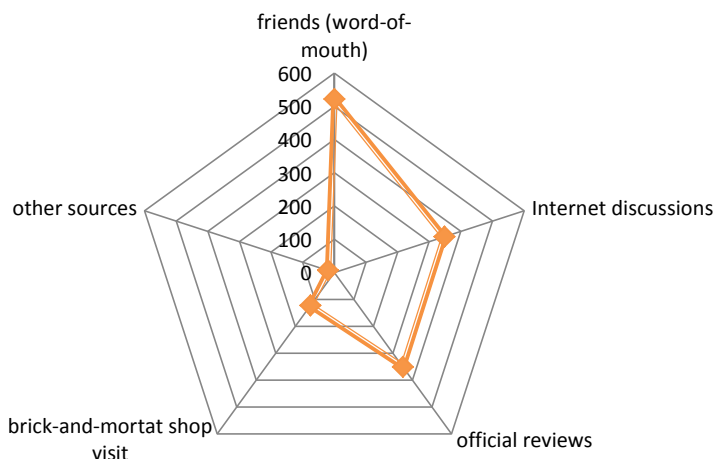 friends (word-of-
mouth)
600
500
400
300
200
100
0
Internet discussions
official reviews
brick-and-mortat shop
visit
other sources